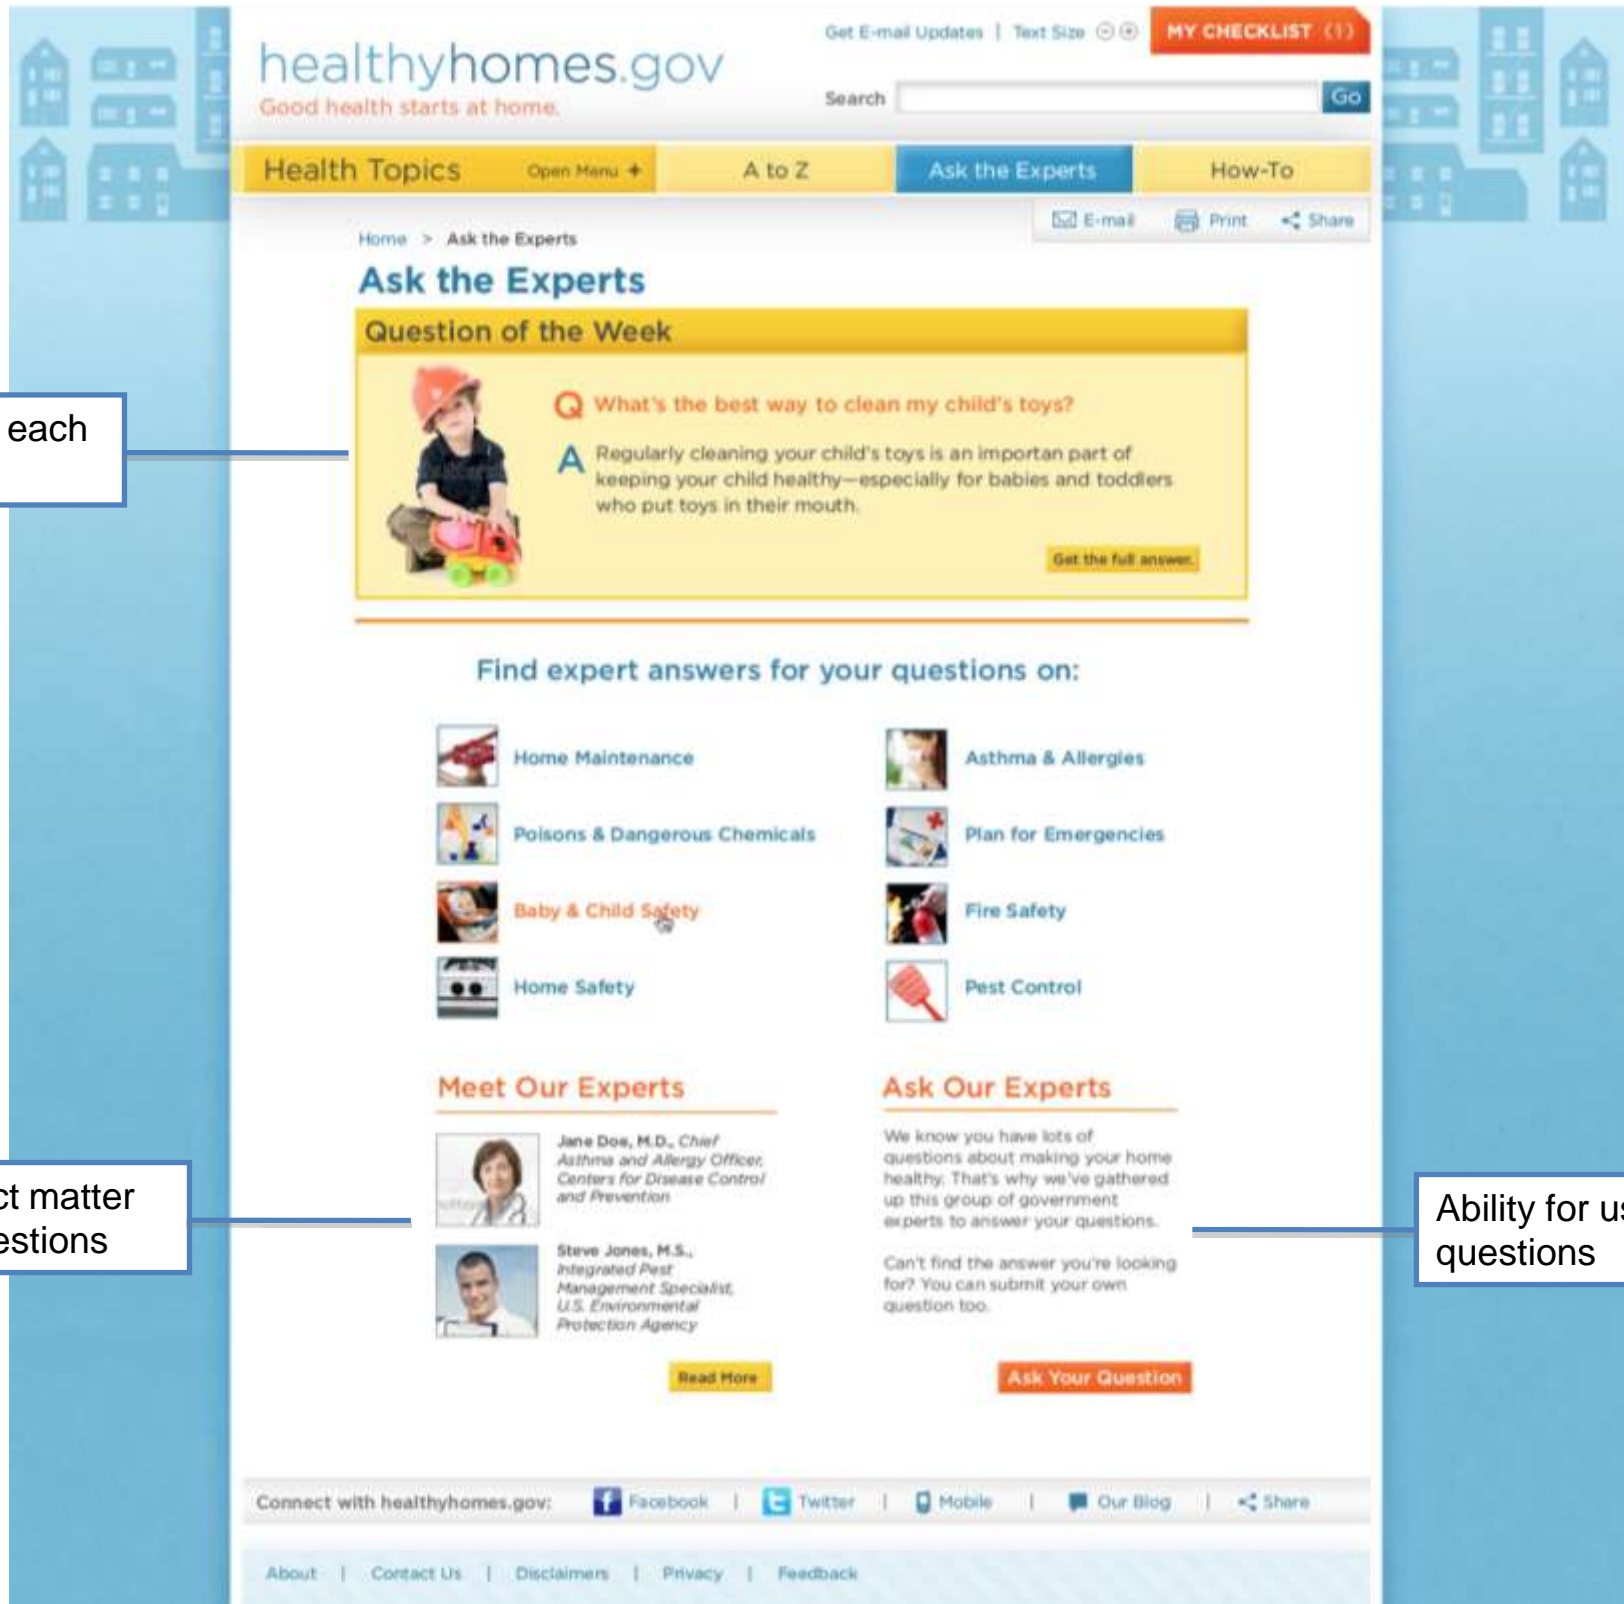 Get E-mail Updates | Text Size
MY CHECKLIST (1)
healthyhomes.gov
Good health starts at home.
Search
Go
Health Topics
Open Menu +
A to Z
Ask the Experts
How-To
E-mail
Print
Share
Home > Ask the Experts
Ask the Experts
Question of the Week
each
Q What's the best way to clean my child's toys?
A Regularly cleaning your child's toys is an importan part of
keeping your child healthy—especially for babies and toddlers
who put toys in their mouth.
Get the full answer.
Find expert answers for your questions on:
Home Maintenance
Asthma & Allergies
Poisons & Dangerous Chemicals
Plan for Emergencies
Baby & Child Safety
Fire Safety
Home Safety
Pest Control
Meet Our Experts
Jane Doe, M.D., Chief
Asthma and Allergy Officer,
Centers for Disease Control
and Prevention
Steve Jones, M.S.,
Integrated Pest
Management Specialist,
U.S. Environmental
Protection Agency
Read More
ct matter
estions
Ask Our Experts
We know you have lots of
questions about making your home
healthy. That's why we've gathered
up this group of government
experts to answer your questions.
Can't find the answer you're looking
for? You can submit your own
question too.
Ask Your Question
Ability for us
questions
Connect with healthyhomes.gov:
Facebook | Twitter | Mobile | Our Blog | Share
About | Contact Us | Disclaimers | Privacy | Feedback